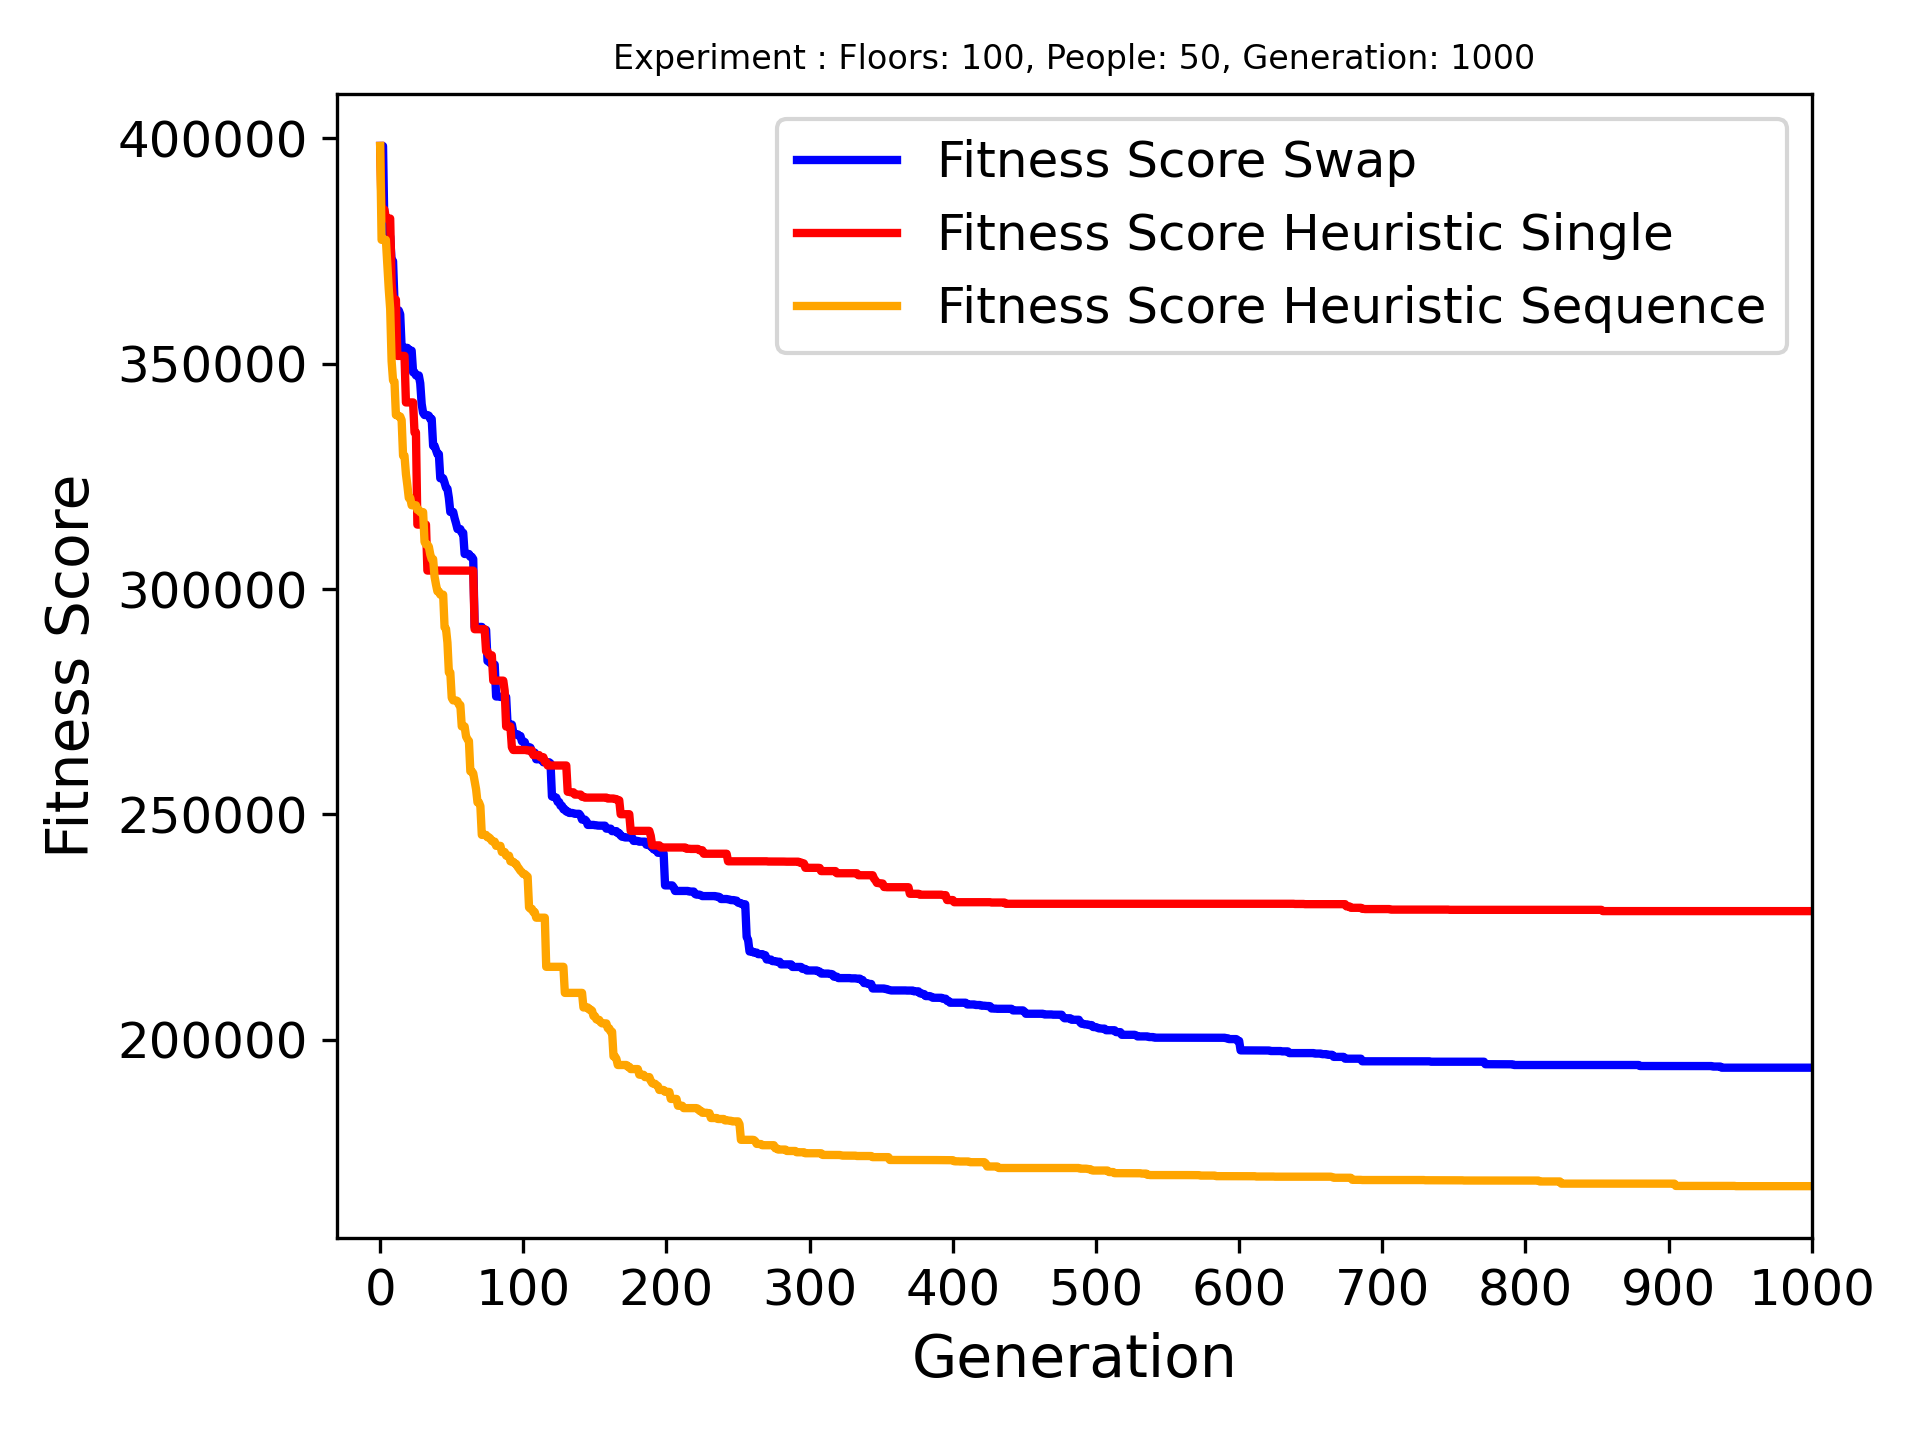 Experiment : Floors: 100, People: 50, Generation: 1000
Fitness Score Swap
Fitness Score Heuristic Single
Fitness Score Heuristic Sequence
Fitness Score
400000
350000
300000
250000
200000
0 100 200 300 400 500 600 700 800 900 1000
Generation